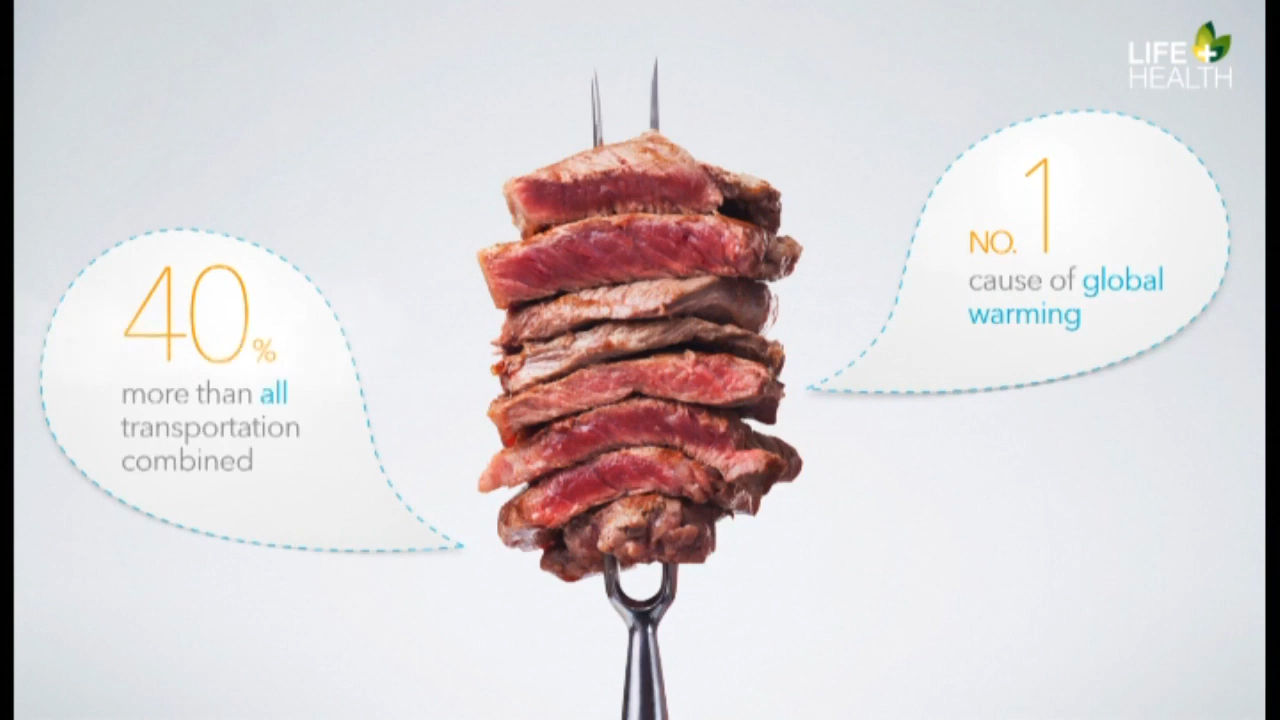 LIFE +
HEALTH
40%
more than all
transportation
combined
NO. 1
cause of global
warming